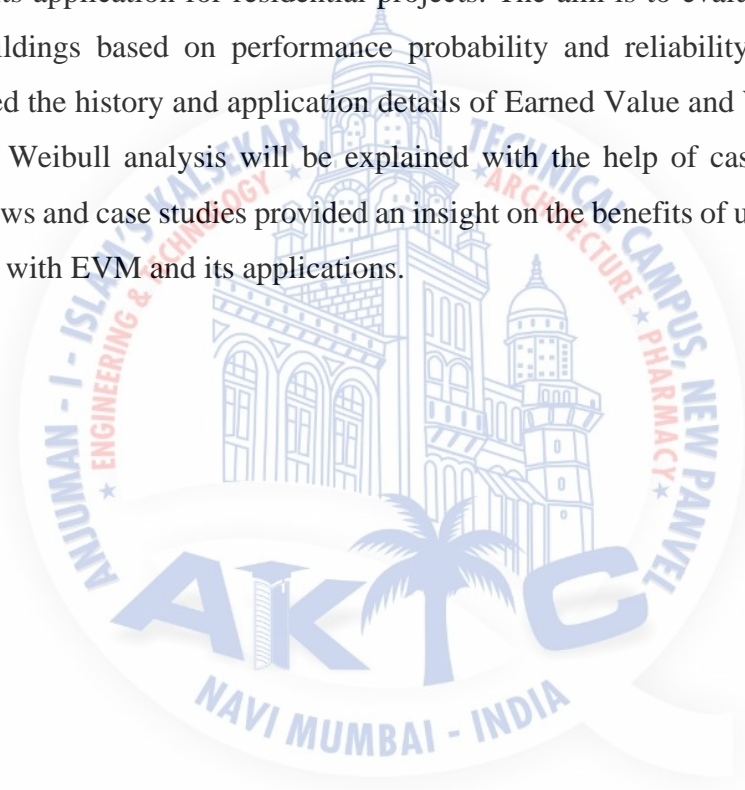 ts application for residential projects. The aim is to evalua
ildings based on performance probability and reliability
ed the history and application details of Earned Value and
Weibull analysis will be explained with the help of cas
ws and case studies provided an insight on the benefits of u
with EVM and its applications.
ANJUMAN - I - ISLAM'S KALSEKAR TECHNICAL CAMPUS, NEW PANVEL
ENGINEERING & TECHNOLOGY ★ ★ ARCHITECTURE ★ PHARMACY ★
AKTC
NAVI MUMBAI - INDIA